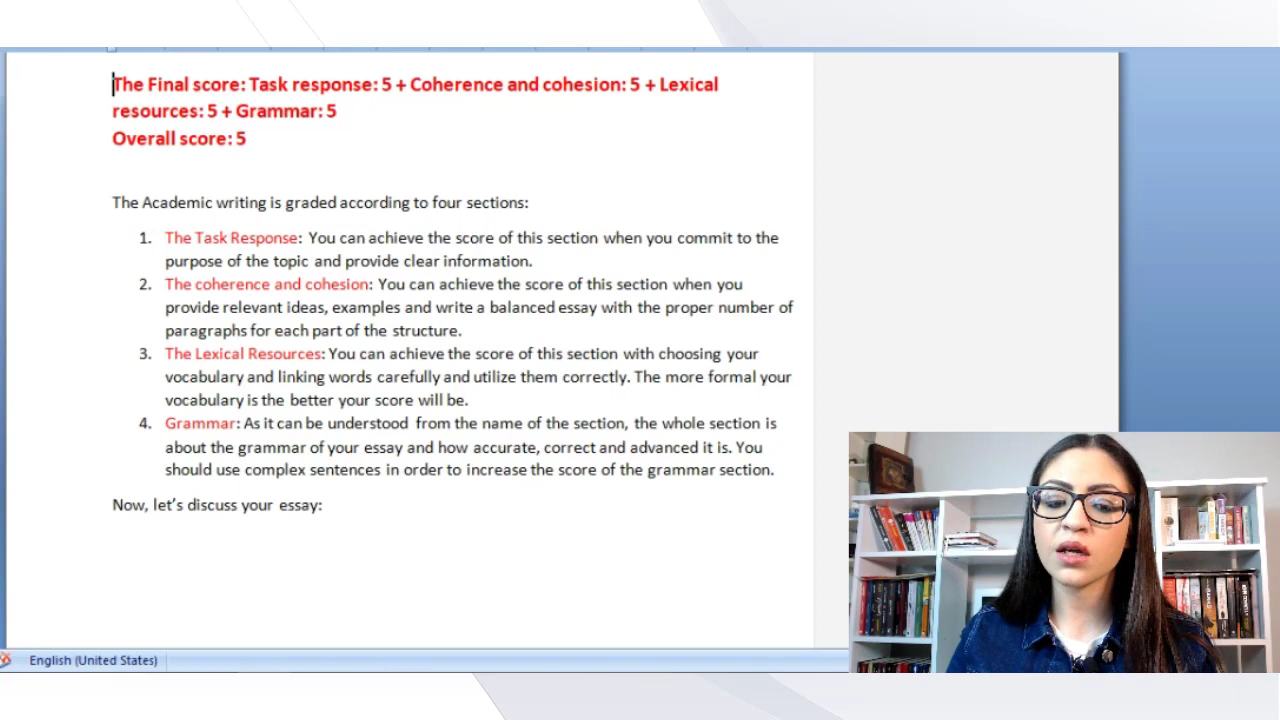 The Final score: Task response: 5 + Coherence and cohesion: 5 + Lexical
resources: 5 + Grammar: 5
Overall score: 5
The Academic writing is graded according to four sections:
1. The Task Response: You can achieve the score of this section when you commit to the
purpose of the topic and provide clear information.
2. The coherence and cohesion: You can achieve the score of this section when you
provide relevant ideas, examples and write a balanced essay with the proper number of
paragraphs for each part of the structure.
3. The Lexical Resources: You can achieve the score of this section with choosing your
vocabulary and linking words carefully and utilize them correctly. The more formal your
vocabulary is the better your score will be.
4. Grammar: As it can be understood from the name of the section, the whole section is
about the grammar of your essay and how accurate, correct and advanced it is. You
should use complex sentences in order to increase the score of the grammar section.
Now, let’s discuss your essay:
English (United States)